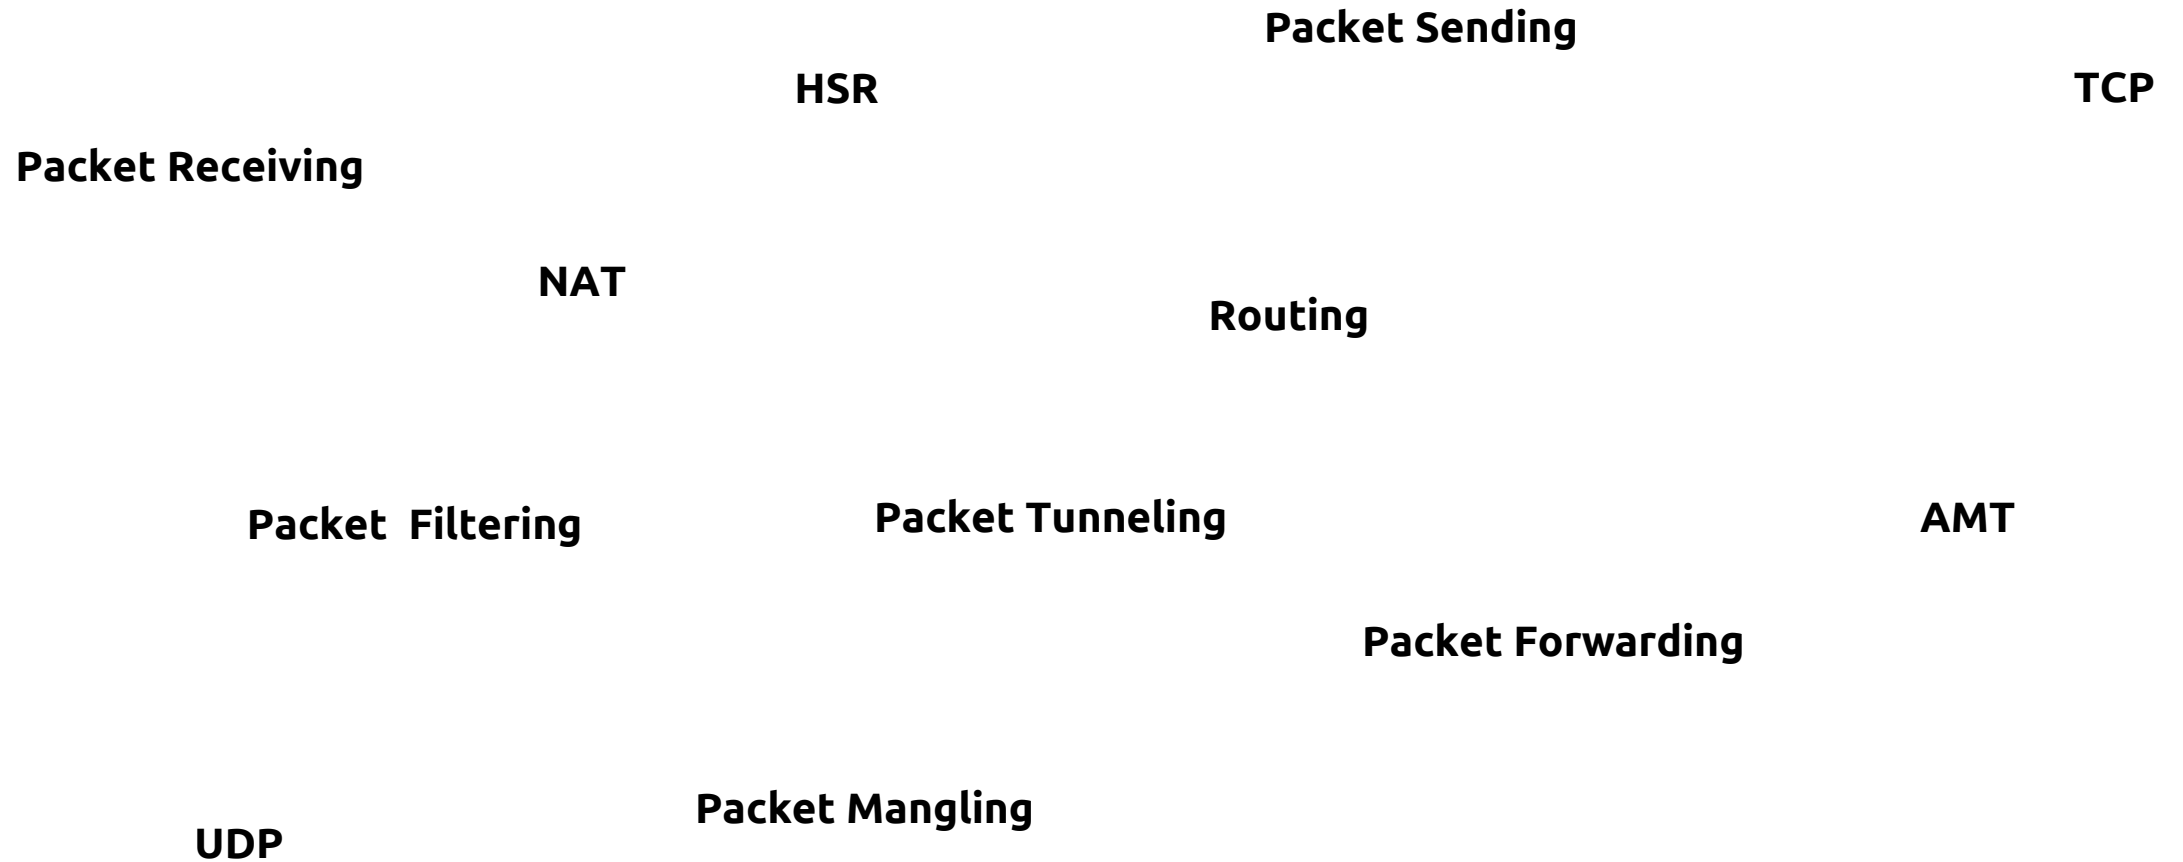 Packet Sending
HSR
TCP
Packet Receiving
NAT
Routing
Packet  Filtering
Packet Tunneling
AMT
Packet Forwarding
Packet Mangling
UDP